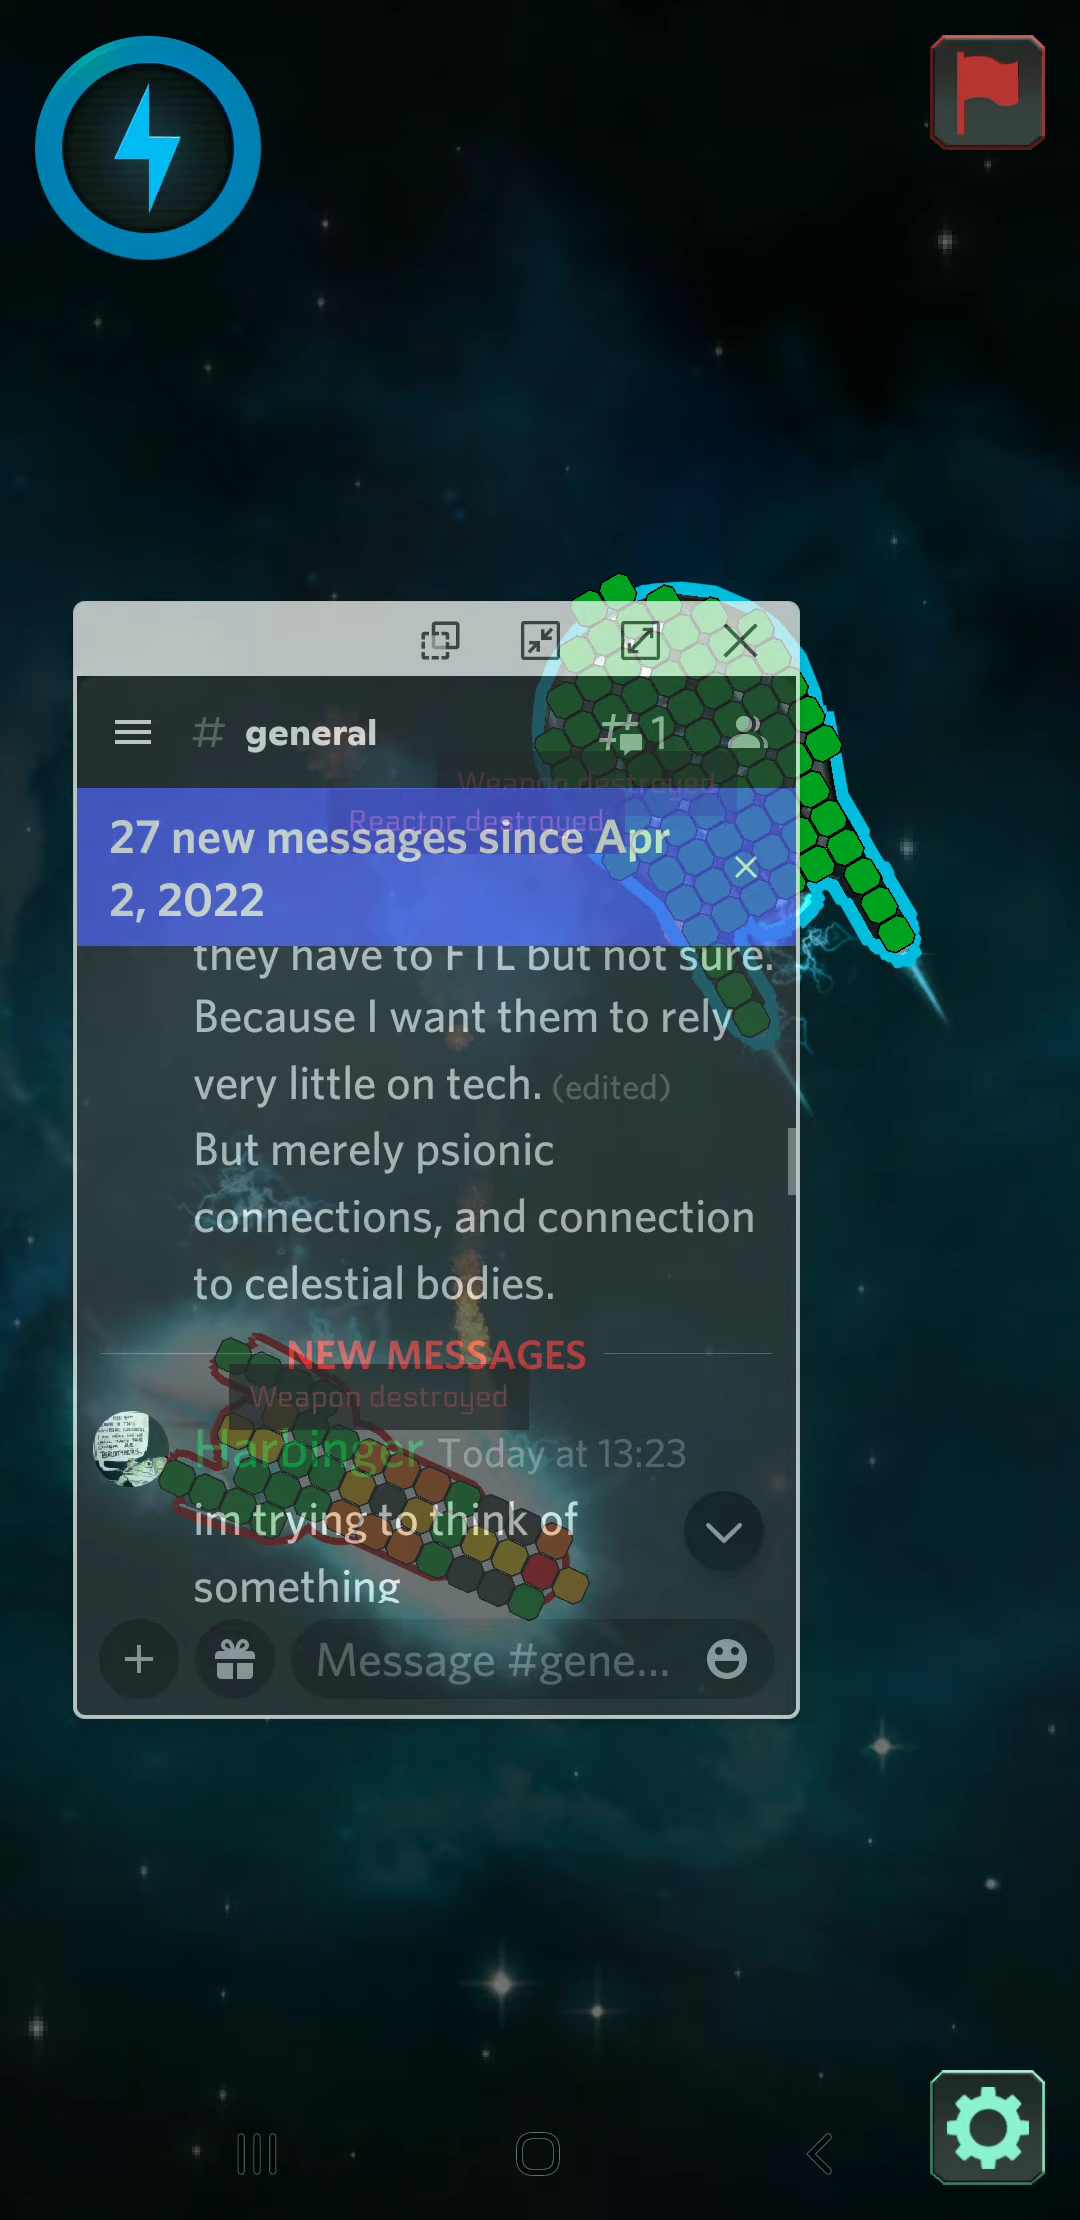 # general
#1
Weapon destroyed
Reactor destroyed
27 new messages since Apr
2, 2022
they have to FTL but not sure.
Because I want them to rely
very little on tech. (edited)
But merely psionic
connections, and connection
to celestial bodies.
NEW MESSAGES
Weapon destroyed
Harbinger Today at 13:23
im trying to think of
something
Message #gene...